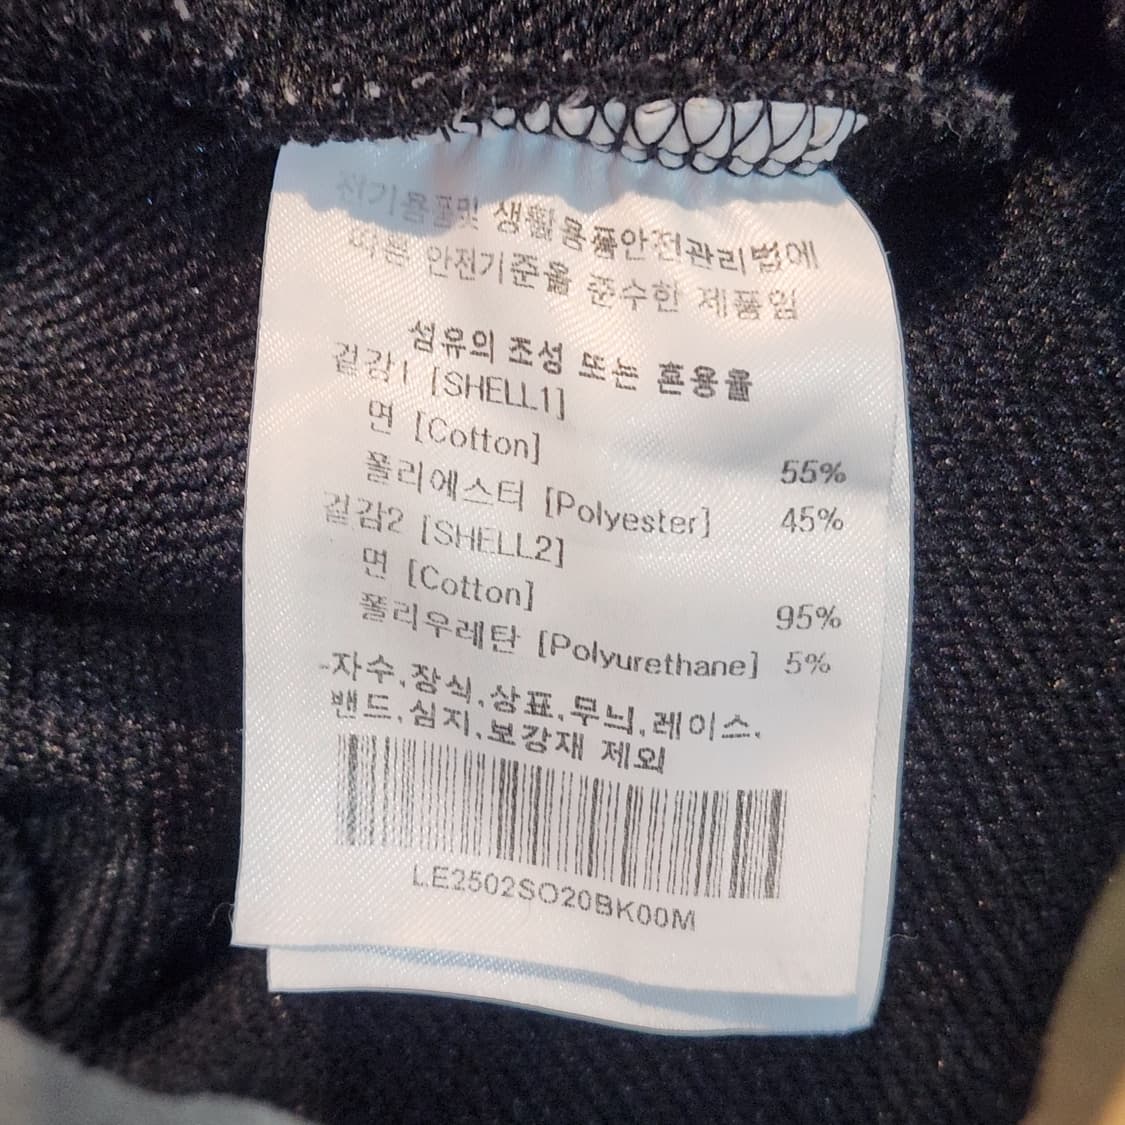 전기용품및 생활용품안전관리법에
따른 안전기준을 준수한 제품임
섬유의 조성 또는 혼용율
겉감1 [SHELL1]
면 [Cotton] 55%
폴리에스터 [Polyester] 45%
겉감2 [SHELL2]
면 [Cotton] 95%
폴리우레탄 [Polyurethane] 5%
-자수,장식,상표,무늬,레이스,
밴드,심지,보강재 제외
LE2502SO20BK00M